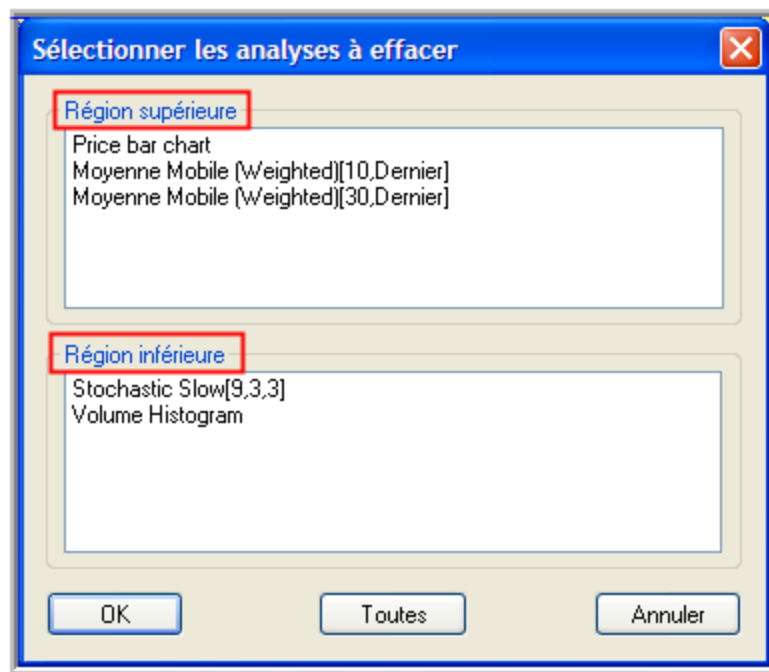 Sélectionner les analyses à effacer
Région supérieure
Price bar chart
Moyenne Mobile (Weighted)[10,Dernier]
Moyenne Mobile (Weighted)[30,Dernier]
Région inférieure
Stochastic Slow[9,3,3]
Volume Histogram
OK
Toutes
Annuler